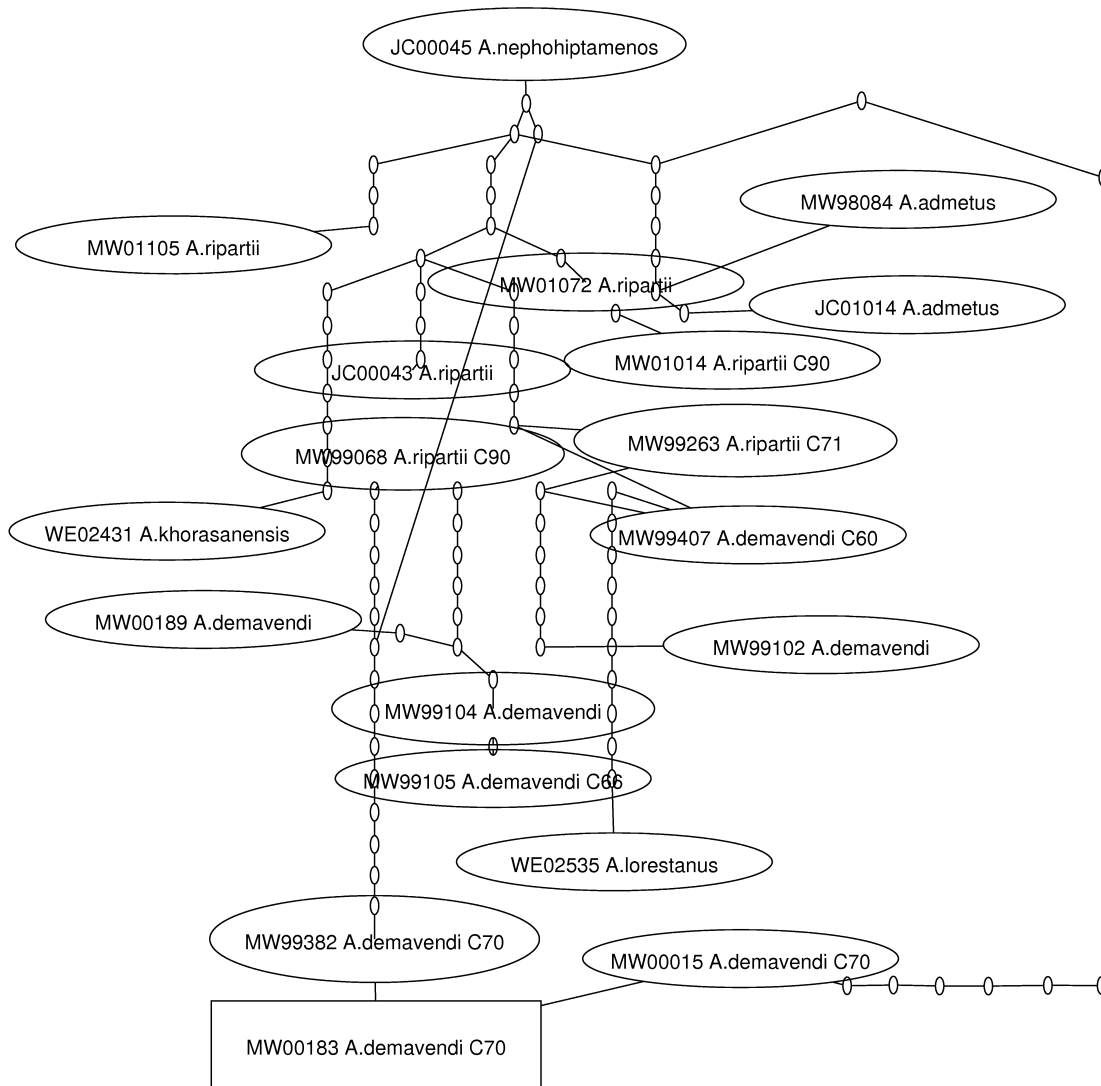 JC00045 A.nephohiptamenos
MW98084 A.admetus
MW01105 A.ripartii
MW01072 A.ripartii
JC01014 A.admetus
MW01014 A.ripartii C90
JC00043 A.ripartii
MW99263 A.ripartii C71
MW99068 A.ripartii C90
WE02431 A.khorasanensis
MW99407 A.demavendi C60
MW00189 A.demavendi
MW99102 A.demavendi
MW99104 A.demavendi
MW99105 A.demavendi C66
WE02535 A.lorestanus
MW99382 A.demavendi C70
MW00015 A.demavendi C70
MW00183 A.demavendi C70